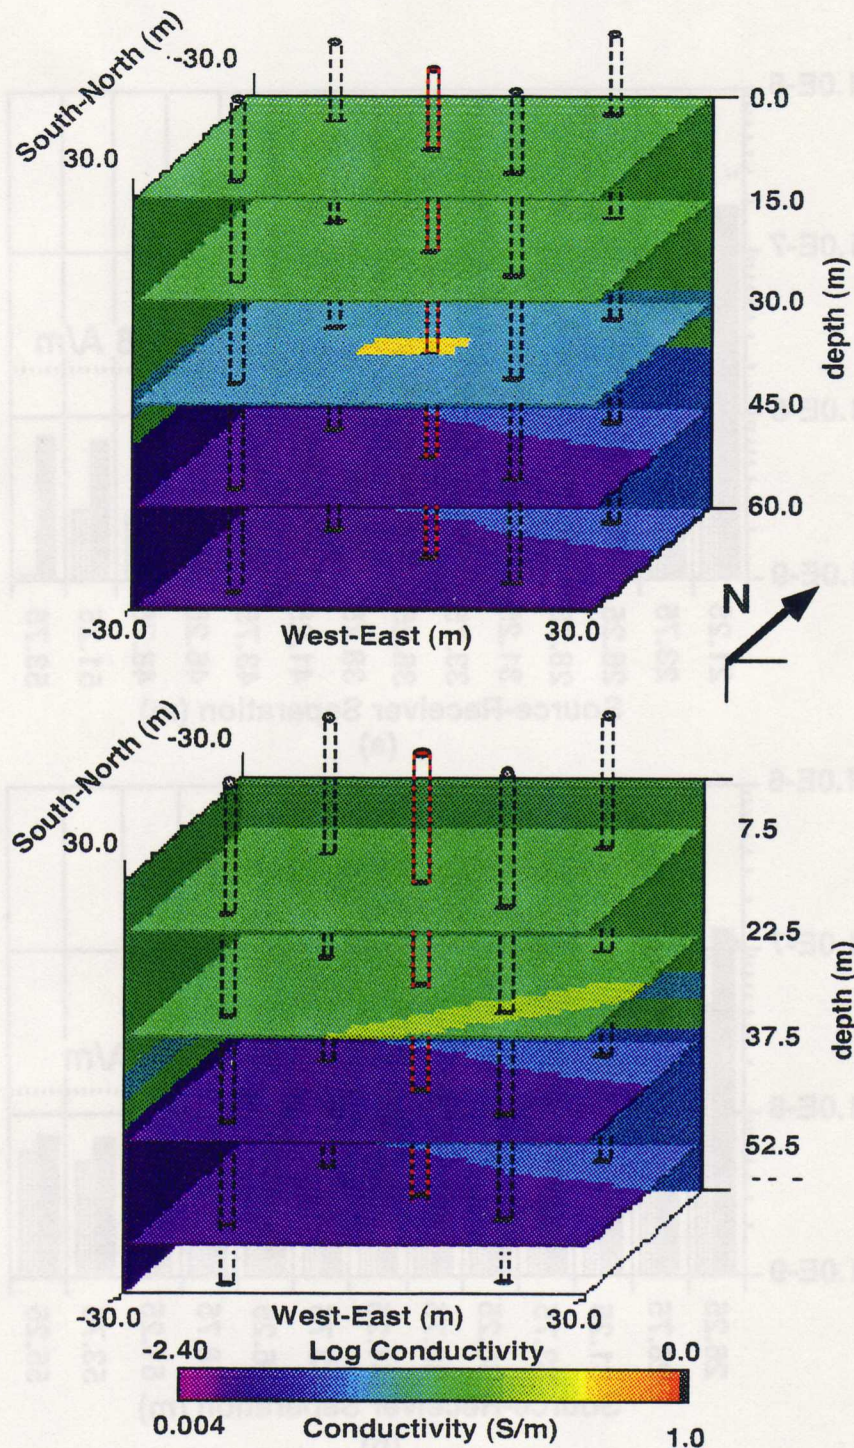 South-North (m)
-30.0
30.0
0.0
15.0
30.0
45.0
60.0
depth (m)
-30.0
West-East (m)
30.0
N
South-North (m)
-30.0
30.0
7.5
22.5
37.5
52.5
- - -
depth (m)
-30.0
West-East (m)
30.0
Log Conductivity
-2.40
0.0
0.004
Conductivity (S/m)
1.0